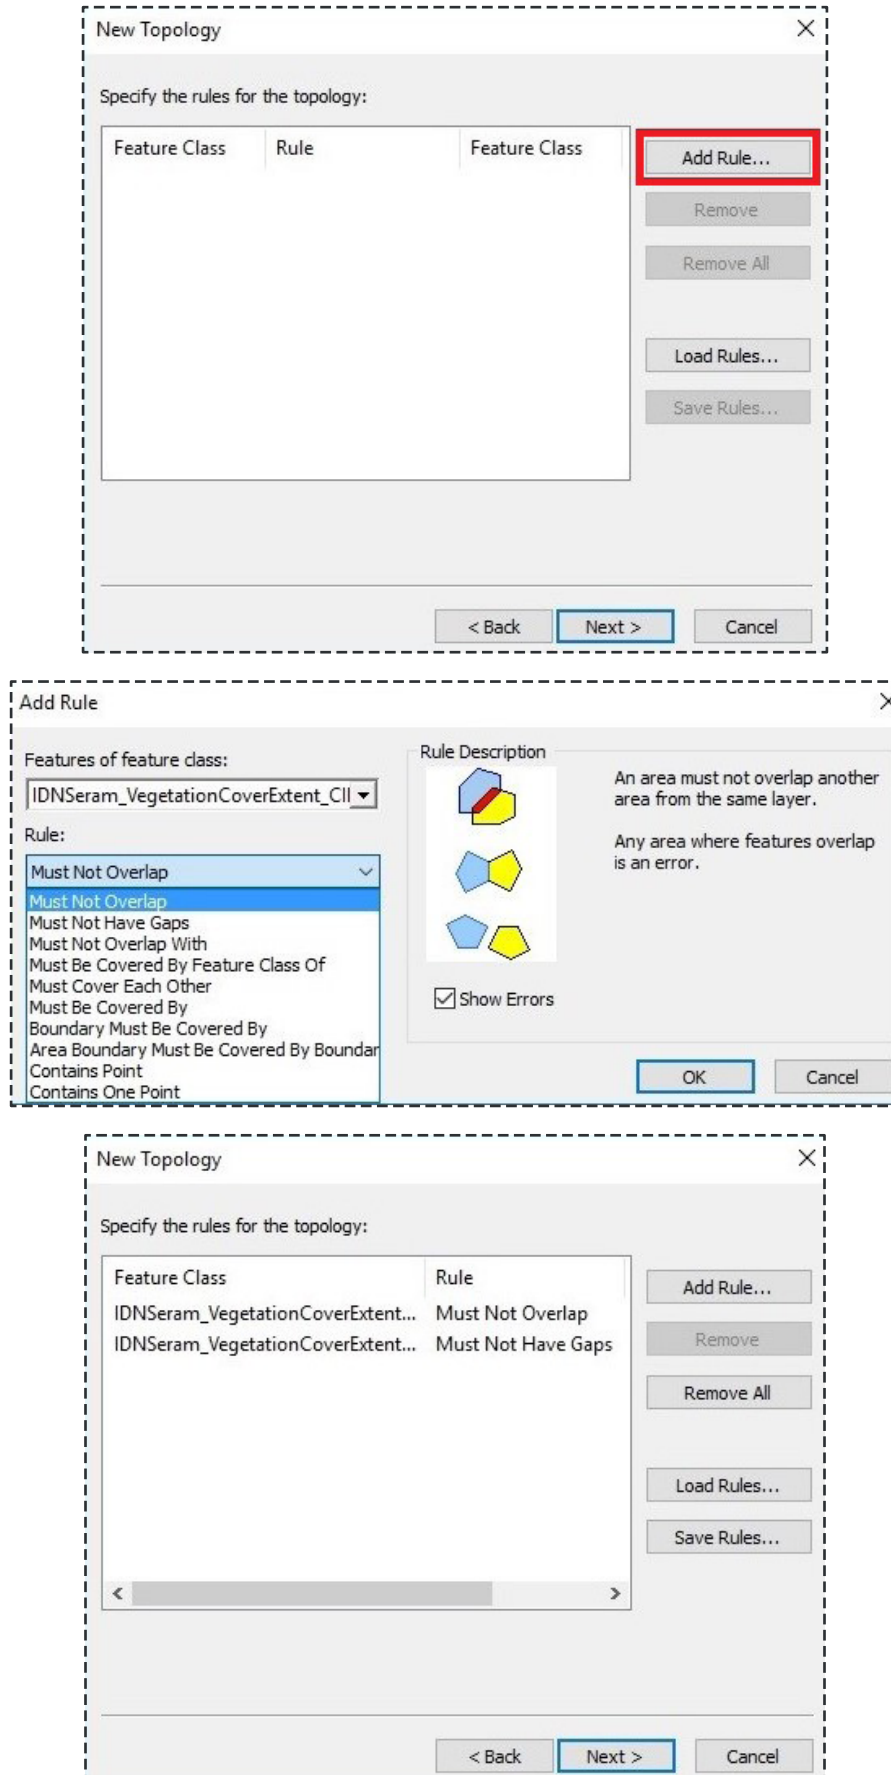 New Topology
Specify the rules for the topology:
Feature Class Rule Feature Class
Add Rule...
Remove
Remove All
Load Rules...
Save Rules...
< Back Next > Cancel
Add Rule
Features of feature class:
IDNSeram_VegetationCoverExtent_CII
Rule:
Must Not Overlap
Must Not Overlap
Must Not Have Gaps
Must Not Overlap With
Must Be Covered By Feature Class Of
Must Cover Each Other
Must Be Covered By
Boundary Must Be Covered By
Area Boundary Must Be Covered By Boundar
Contains Point
Contains One Point
Rule Description
An area must not overlap another
area from the same layer.
Any area where features overlap
is an error.
Show Errors
OK Cancel
New Topology
Specify the rules for the topology:
Feature Class Rule
IDNSeram_VegetationCoverExtent... Must Not Overlap
IDNSeram_VegetationCoverExtent... Must Not Have Gaps
Add Rule...
Remove
Remove All
Load Rules...
Save Rules...
< Back Next > Cancel